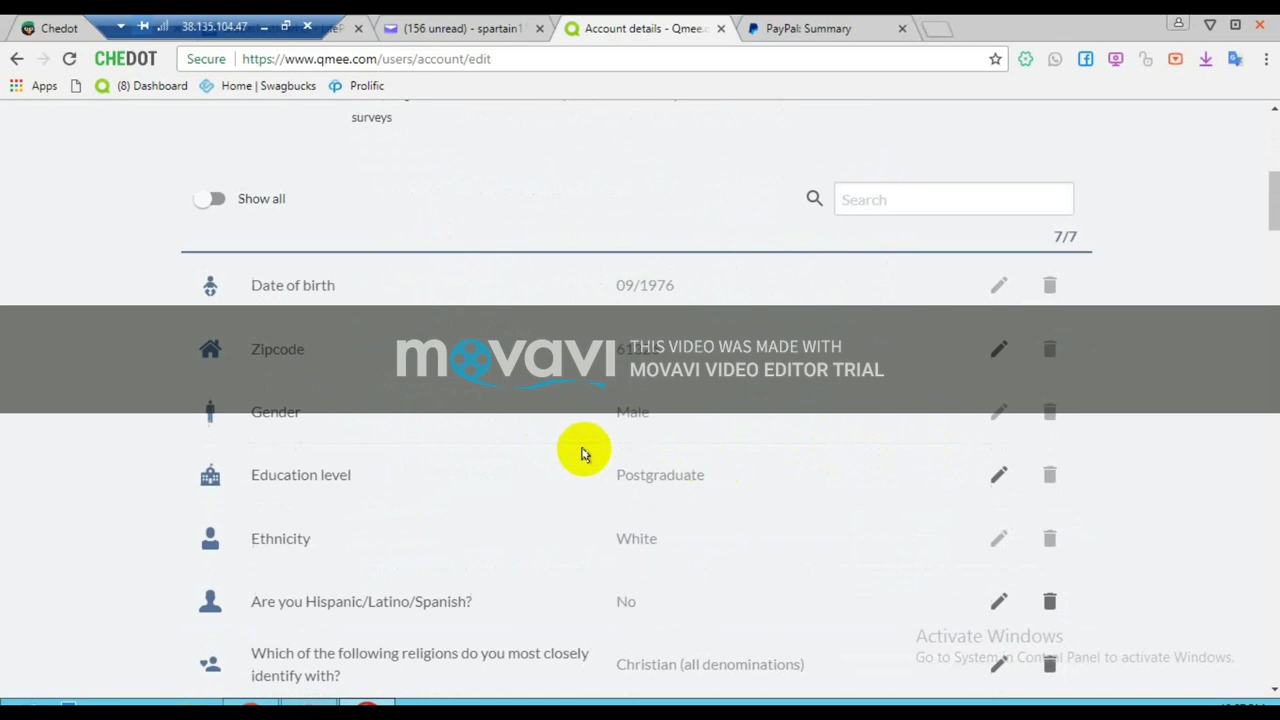 Chedot
38.135.104.47
(156 unread) - spartain1
Account details - Qmee.c
PayPal: Summary
CHEDOT
Secure
https://www.qmee.com/users/account/edit
Apps
(8) Dashboard
Home | Swagbucks
Prolific
surveys
Show all
Search
7/7
Date of birth
09/1976
Zipcode
movavi
THIS VIDEO WAS MADE WITH
MOVAVI VIDEO EDITOR TRIAL
Gender
Male
Education level
Postgraduate
Ethnicity
White
Are you Hispanic/Latino/Spanish?
No
Activate Windows
Go to System in Control Panel to activate Windows.
Which of the following religions do you most closely
identify with?
Christian (all denominations)